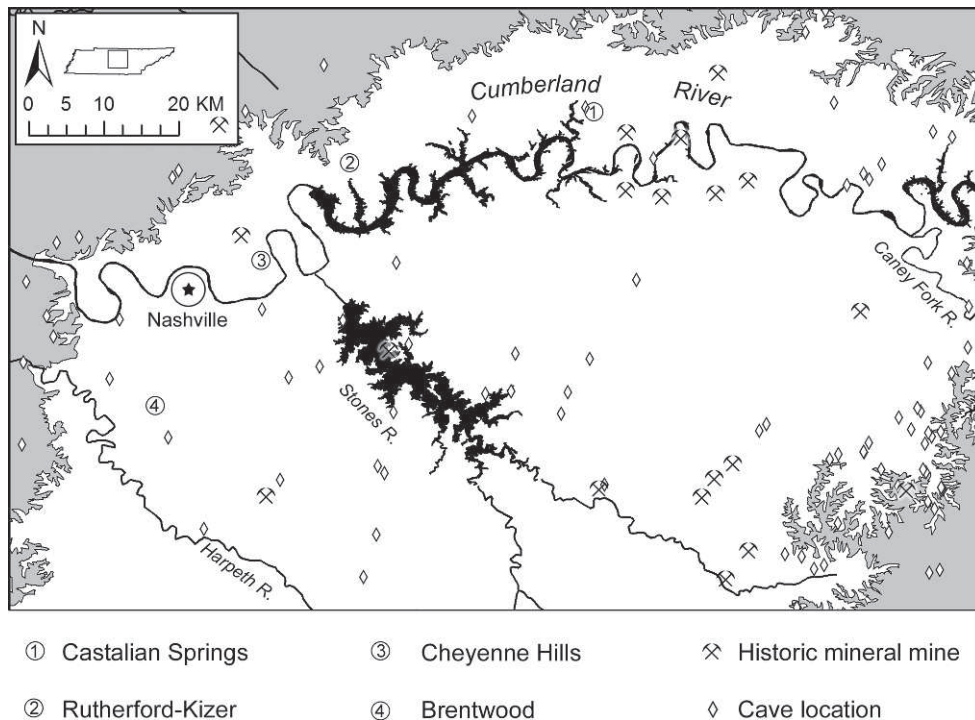 N
0 5 10 20 KM
Cumberland River
1
2
3
Nashville
Caney Fork R.
4
Stones R.
Harpeth R.
① Castalian Springs ③ Cheyenne Hills Historic mineral mine
② Rutherford-Kizer ④ Brentwood Cave location